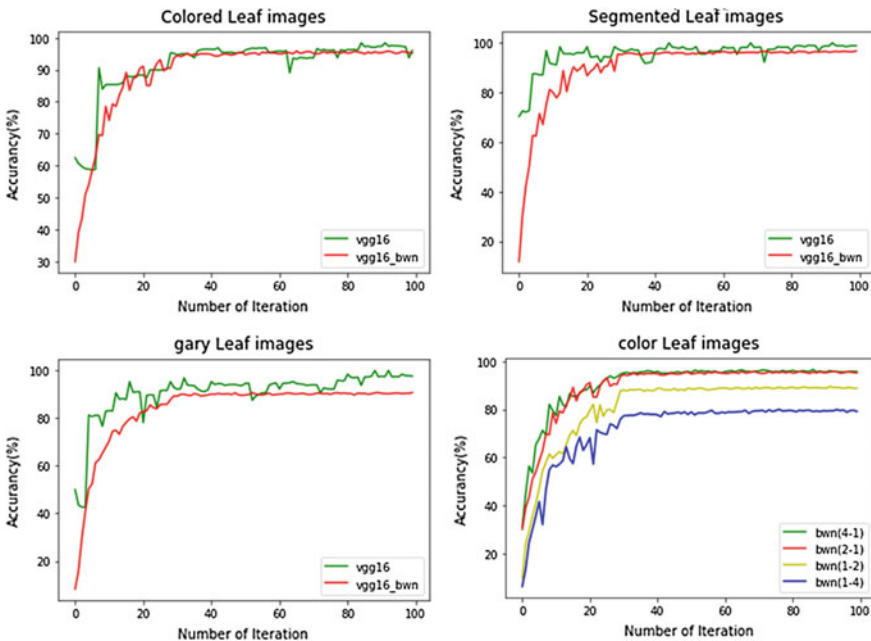 Colored Leaf images
100
90
80
70
60
50
40
30
Accurancy(%)
0 20 40 60 80 100
Number of Iteration
vgg16
vgg16_bwn
Segmented Leaf images
100
80
60
40
20
Accurancy(%)
0 20 40 60 80 100
Number of Iteration
vgg16
vgg16_bwn
gary Leaf images
100
80
60
40
20
Accurancy(%)
0 20 40 60 80 100
Number of Iteration
vgg16
vgg16_bwn
color Leaf images
100
80
60
40
20
Accurancy(%)
0 20 40 60 80 100
Number of Iteration
bwn(4-1)
bwn(2-1)
bwn(1-2)
bwn(1-4)